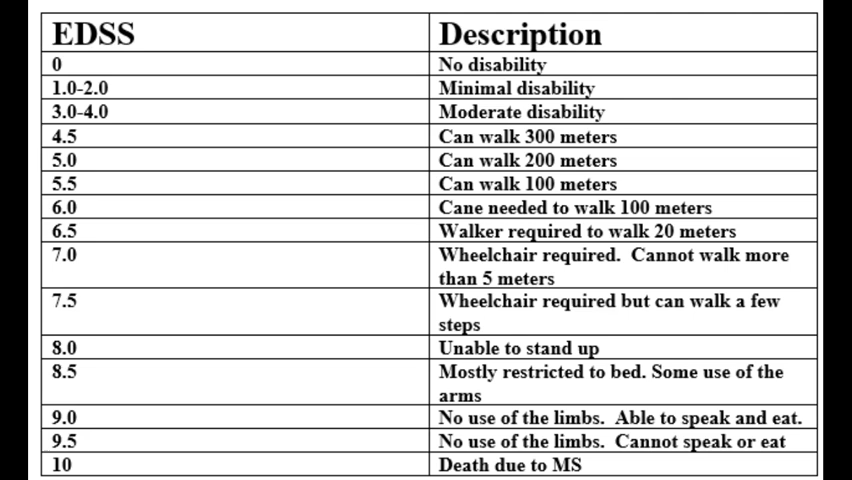 EDSS Description
0 No disability
1.0-2.0 Minimal disability
3.0-4.0 Moderate disability
4.5 Can walk 300 meters
5.0 Can walk 200 meters
5.5 Can walk 100 meters
6.0 Cane needed to walk 100 meters
6.5 Walker required to walk 20 meters
7.0 Wheelchair required. Cannot walk more
than 5 meters
7.5 Wheelchair required but can walk a few
steps
8.0 Unable to stand up
8.5 Mostly restricted to bed. Some use of the
arms
9.0 No use of the limbs. Able to speak and eat.
9.5 No use of the limbs. Cannot speak or eat
10 Death due to MS